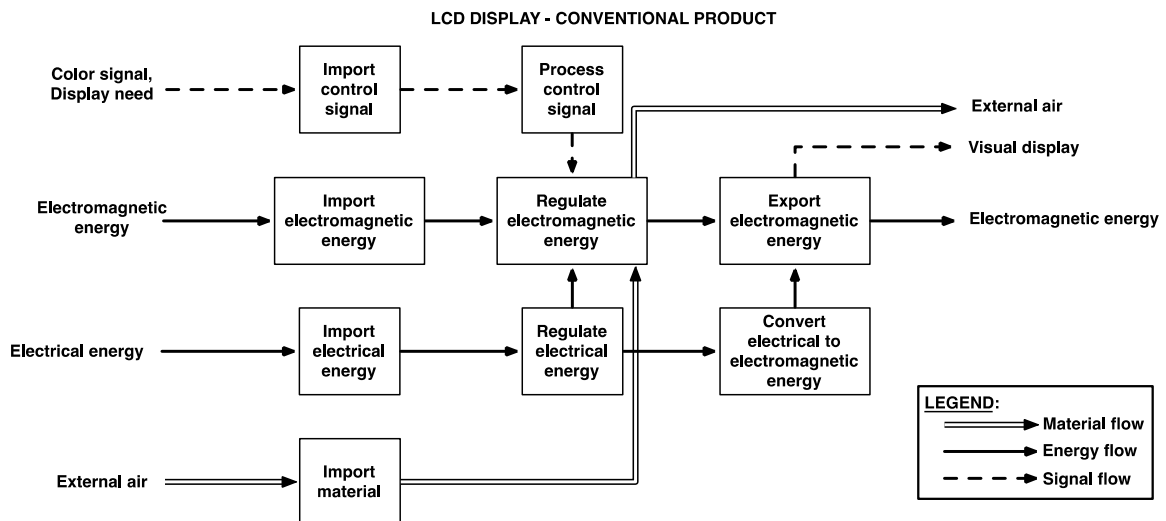 LCD DISPLAY - CONVENTIONAL PRODUCT
Color signal,
Display need
Import
control
signal
Process
control
signal
External air
Visual display
Electromagnetic
energy
Import
electromagnetic
energy
Regulate
electromagnetic
energy
Export
electromagnetic
energy
Electromagnetic energy
Electrical energy
Import
electrical
energy
Regulate
electrical
energy
Convert
electrical to
electromagnetic
energy
External air
Import
material
LEGEND:
Material flow
Energy flow
Signal flow